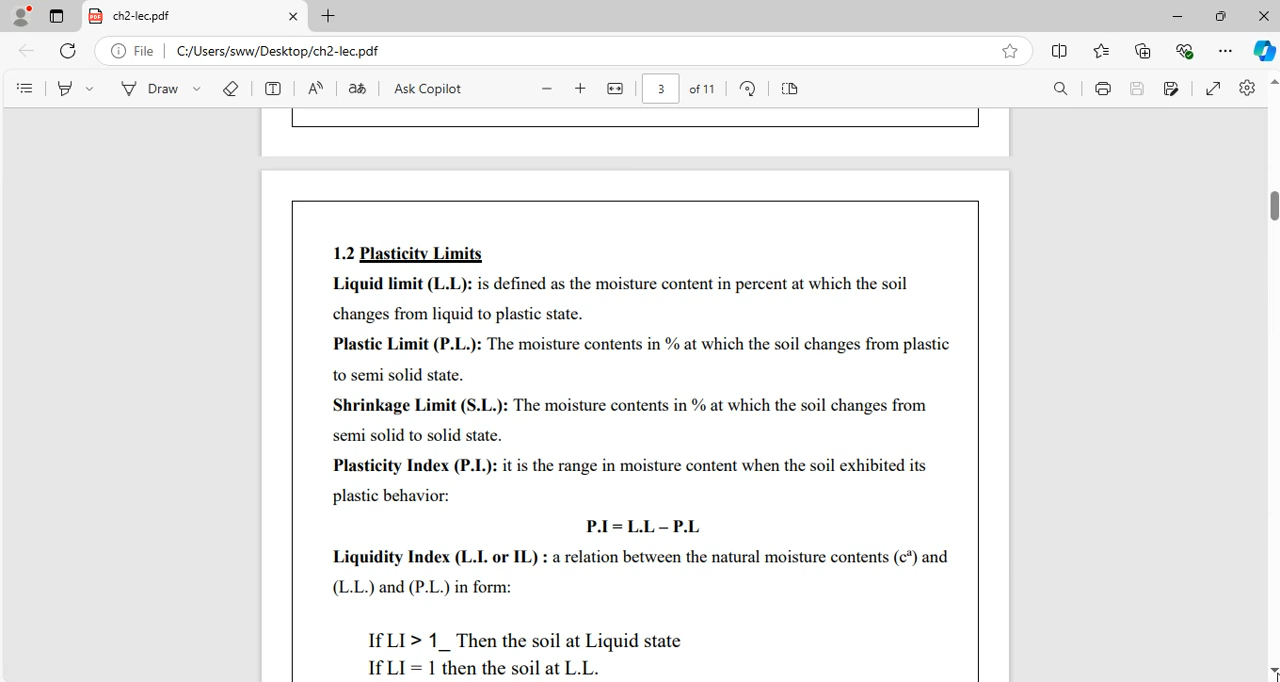 ch2-lec.pdf
File C:/Users/sww/Desktop/ch2-lec.pdf
Draw Ask Copilot 3 of 11
1.2 Plasticity Limits
Liquid limit (L.L): is defined as the moisture content in percent at which the soil
changes from liquid to plastic state.
Plastic Limit (P.L.): The moisture contents in % at which the soil changes from plastic
to semi solid state.
Shrinkage Limit (S.L.): The moisture contents in % at which the soil changes from
semi solid to solid state.
Plasticity Index (P.I.): it is the range in moisture content when the soil exhibited its
plastic behavior:
P.I = L.L – P.L
Liquidity Index (L.I. or IL) : a relation between the natural moisture contents (cª) and
(L.L.) and (P.L.) in form:
If LI > 1_ Then the soil at Liquid state
If LI = 1 then the soil at L.L.